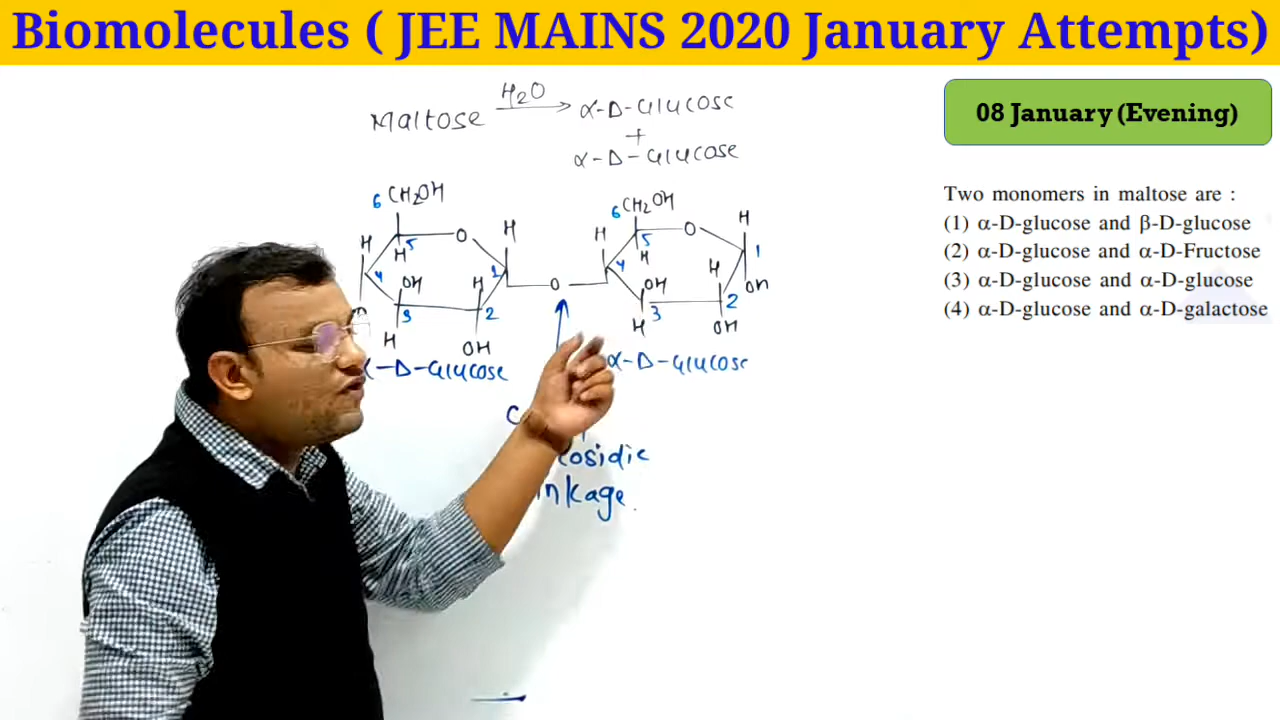 Biomolecules ( JEE MAINS 2020 January Attempts)
Maltose H2O → α-D-Glucose
+
α-D-Glucose
08 January (Evening)
Two monomers in maltose are :
(1) α-D-glucose and β-D-glucose
(2) α-D-glucose and α-D-Fructose
(3) α-D-glucose and α-D-glucose
(4) α-D-glucose and α-D-galactose
6 CH2OH 6 CH2OH
H 5 O H H 5 O H
H H
4 OH H 1 O 4 OH H 1
OH
3 2 3 2
H OH H OH
-D-Glucose α-D-Glucose
C
osidic
nkage.